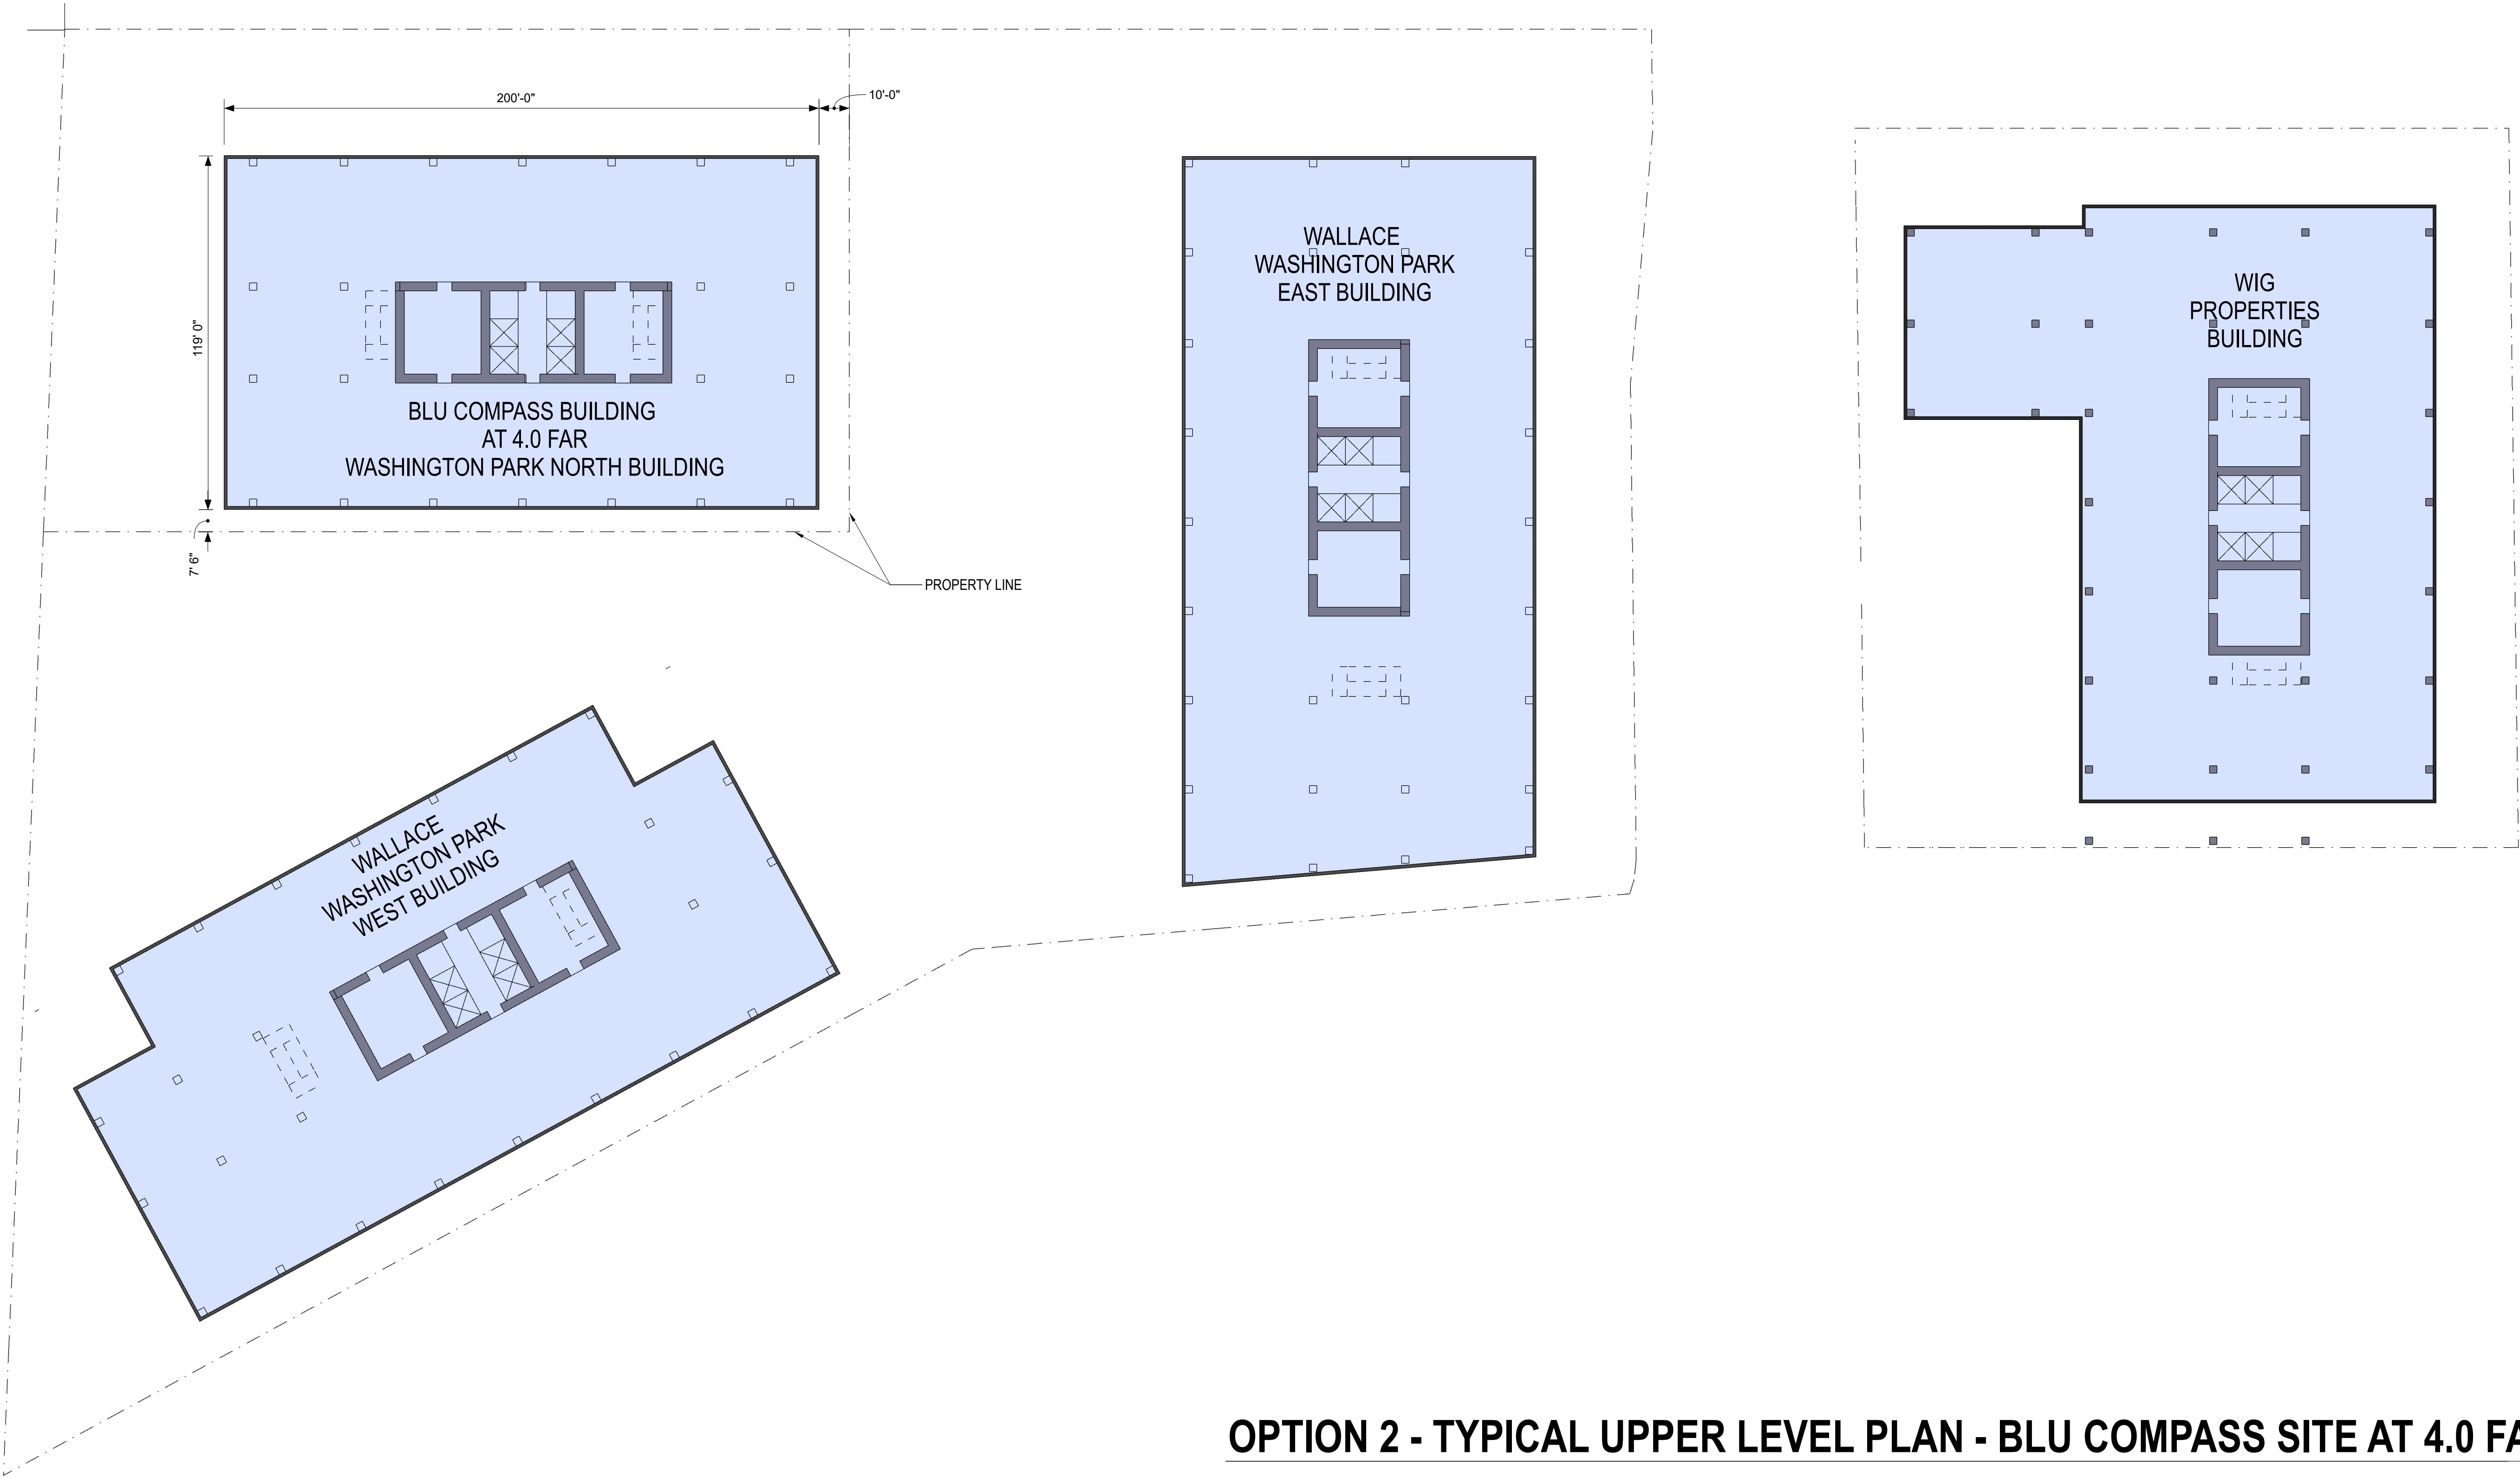 200'-0"
10'-0"
119' 0"
7' 6"
BLU COMPASS BUILDING
AT 4.0 FAR
WASHINGTON PARK NORTH BUILDING
PROPERTY LINE
WALLACE
WASHINGTON PARK
EAST BUILDING
WIG
PROPERTIES
BUILDING
WALLACE
WASHINGTON PARK
WEST BUILDING
OPTION 2 - TYPICAL UPPER LEVEL PLAN - BLU COMPASS SITE AT 4.0 FA